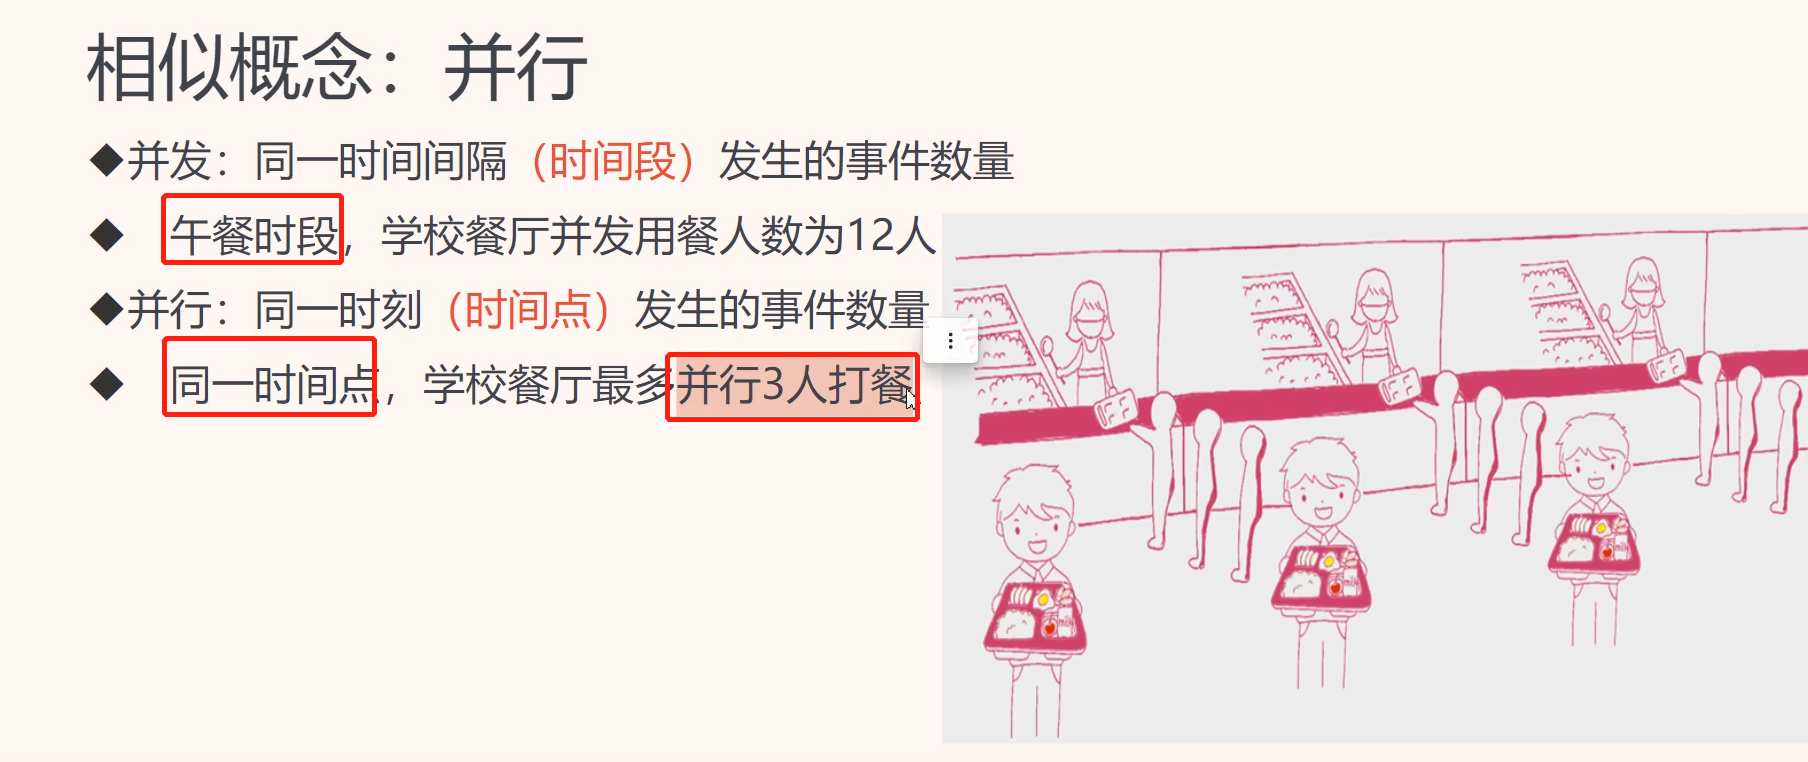 相似概念：并行
◆并发：同一时间间隔（时间段）发生的事件数量
◆ 午餐时段，学校餐厅并发用餐人数为12人
◆并行：同一时刻（时间点）发生的事件数量
◆ 同一时间点，学校餐厅最多并行3人打餐